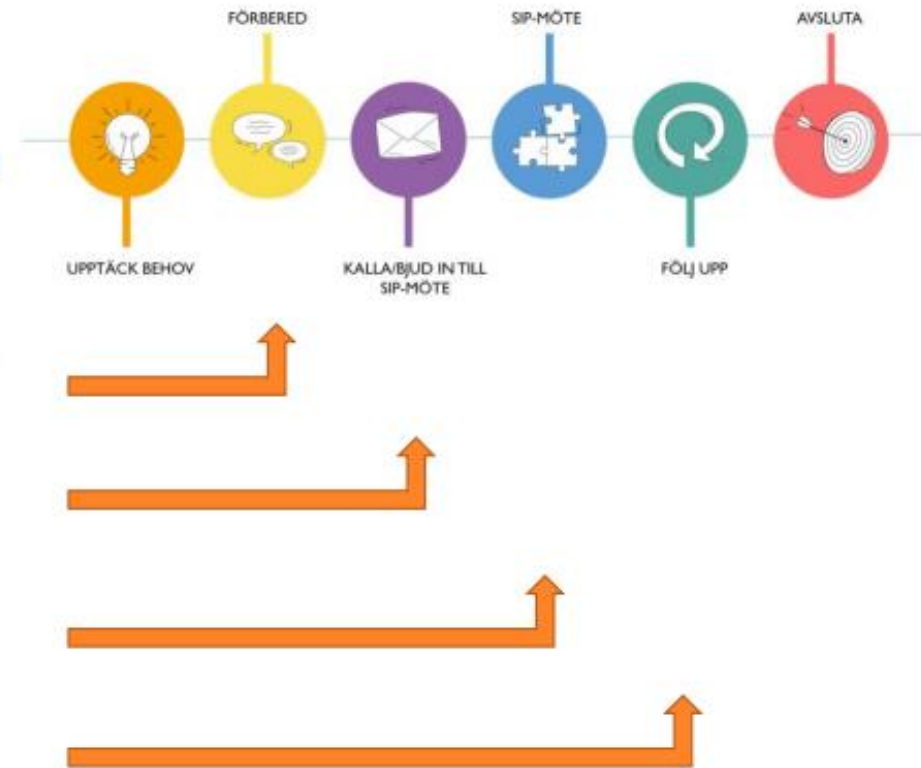 FÖRBERED
SIP-MÖTE
AVSLUTA
UPPTÄCK BEHOV
KALLA/BJUD IN TILL
SIP-MÖTE
FÖLJ UPP